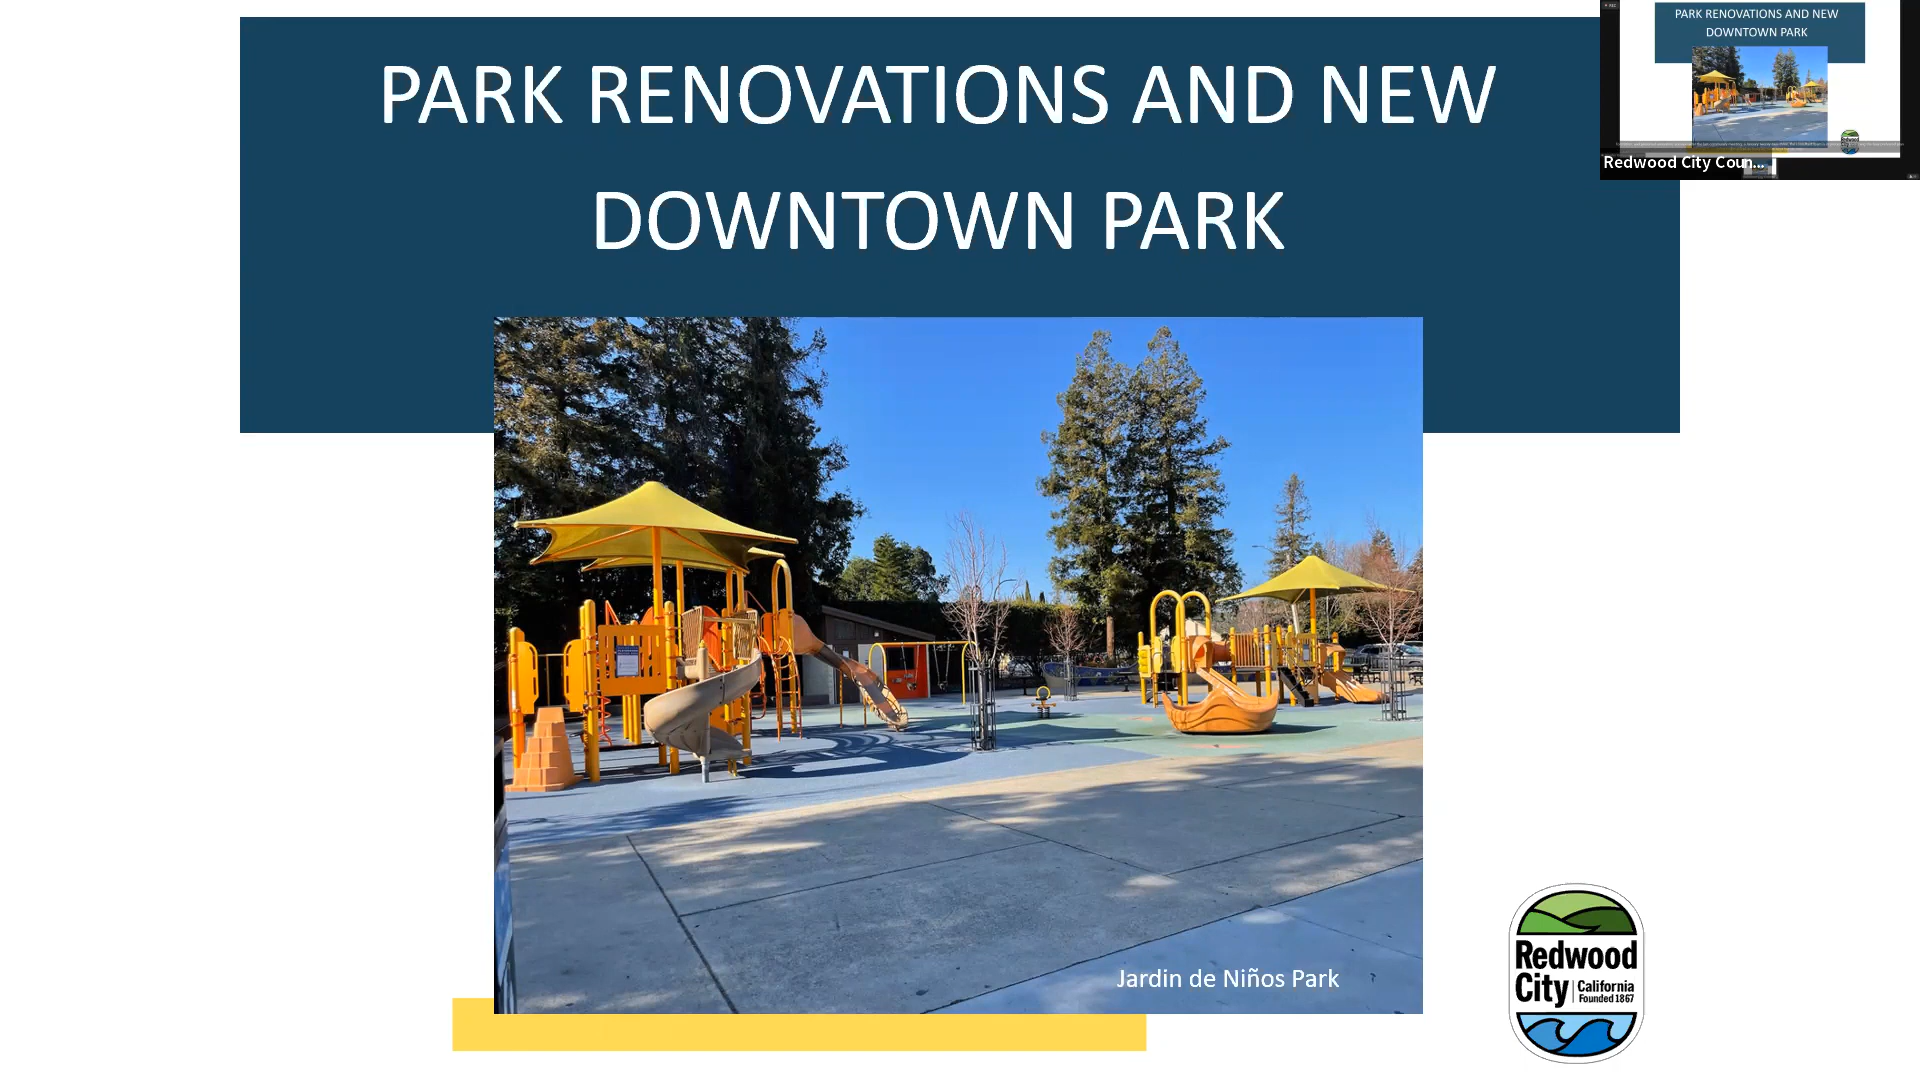 PARK RENOVATIONS AND NEW
DOWNTOWN PARK
Jardin de Niños Park
Redwood
City
California
Founded 1867
PARK RENOVATIONS AND NEW
DOWNTOWN PARK
Redwood City Coun...